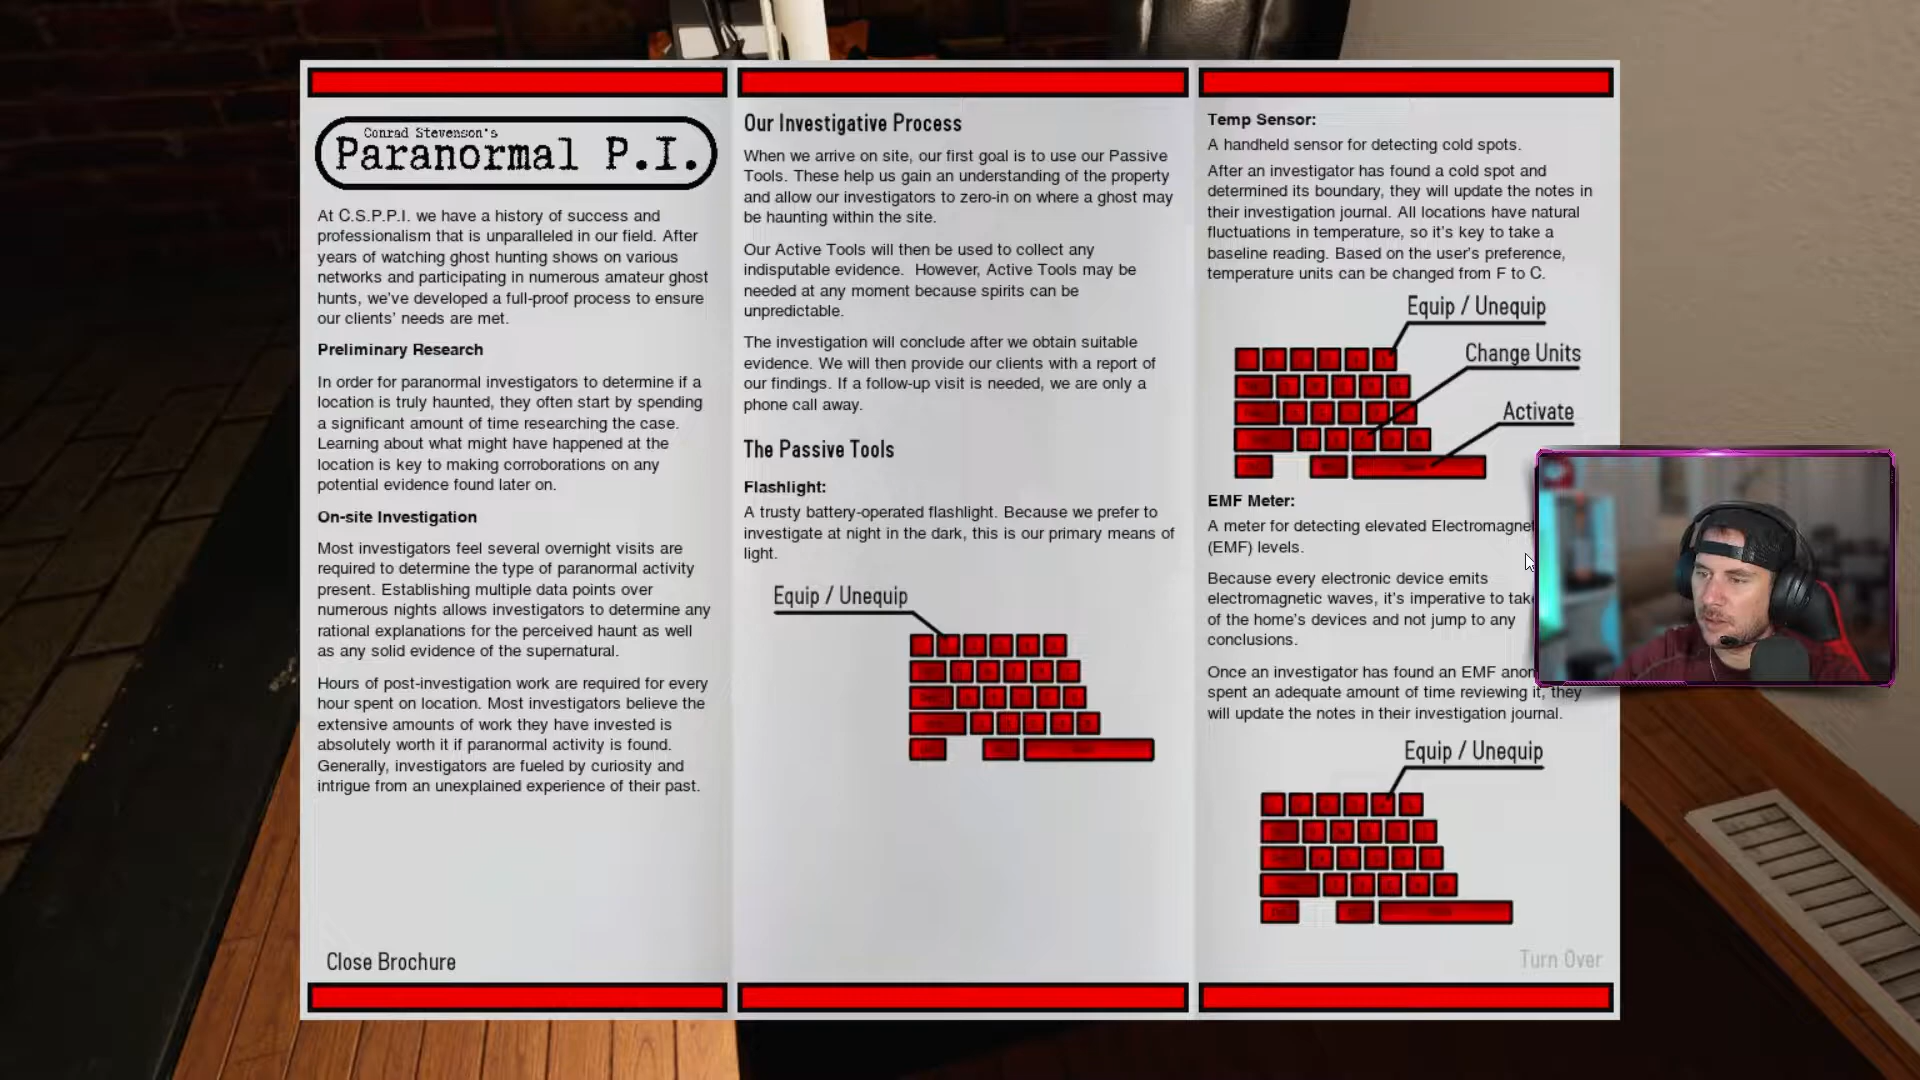 Conrad Stevenson's
Paranormal P.I.
At C.S.P.P.I. we have a history of success and
professionalism that is unparalleled in our field. After
years of watching ghost hunting shows on various
networks and participating in numerous amateur ghost
hunts, we've developed a full-proof process to ensure
our clients' needs are met.
Preliminary Research
In order for paranormal investigators to determine if a
location is truly haunted, they often start by spending
a significant amount of time researching the case.
Learning about what might have happened at the
location is key to making corroborations on any
potential evidence found later on.
On-site Investigation
Most investigators feel several overnight visits are
required to determine the type of paranormal activity
present. Establishing multiple data points over
numerous nights allows investigators to determine any
rational explanations for the perceived haunt as well
as any solid evidence of the supernatural.
Hours of post-investigation work are required for every
hour spent on location. Most investigators believe the
extensive amounts of work they have invested is
absolutely worth it if paranormal activity is found.
Generally, investigators are fueled by curiosity and
intrigue from an unexplained experience of their past.
Close Brochure
Our Investigative Process
When we arrive on site, our first goal is to use our Passive
Tools. These help us gain an understanding of the property
and allow our investigators to zero-in on where a ghost may
be haunting within the site.
Our Active Tools will then be used to collect any
indisputable evidence. However, Active Tools may be
needed at any moment because spirits can be
unpredictable.
The investigation will conclude after we obtain suitable
evidence. We will then provide our clients with a report of
our findings. If a follow-up visit is needed, we are only a
phone call away.
The Passive Tools
Flashlight:
A trusty battery-operated flashlight. Because we prefer to
investigate at night in the dark, this is our primary means of
light.
Equip / Unequip
Temp Sensor:
A handheld sensor for detecting cold spots.
After an investigator has found a cold spot and
determined its boundary, they will update the notes in
their investigation journal. All locations have natural
fluctuations in temperature, so it's key to take a
baseline reading. Based on the user's preference,
temperature units can be changed from F to C.
Equip / Unequip
Change Units
Activate
EMF Meter:
A meter for detecting elevated
(EMF) levels.
Because every electronic device emits
electromagnetic waves, it's imperative to
of the home's devices and not jump to any
conclusions.
Once an investigator has found an EMF
spent an adequate amount of time reviewing it, they
will update the notes in their investigation journal.
Equip / Unequip
Turn Over